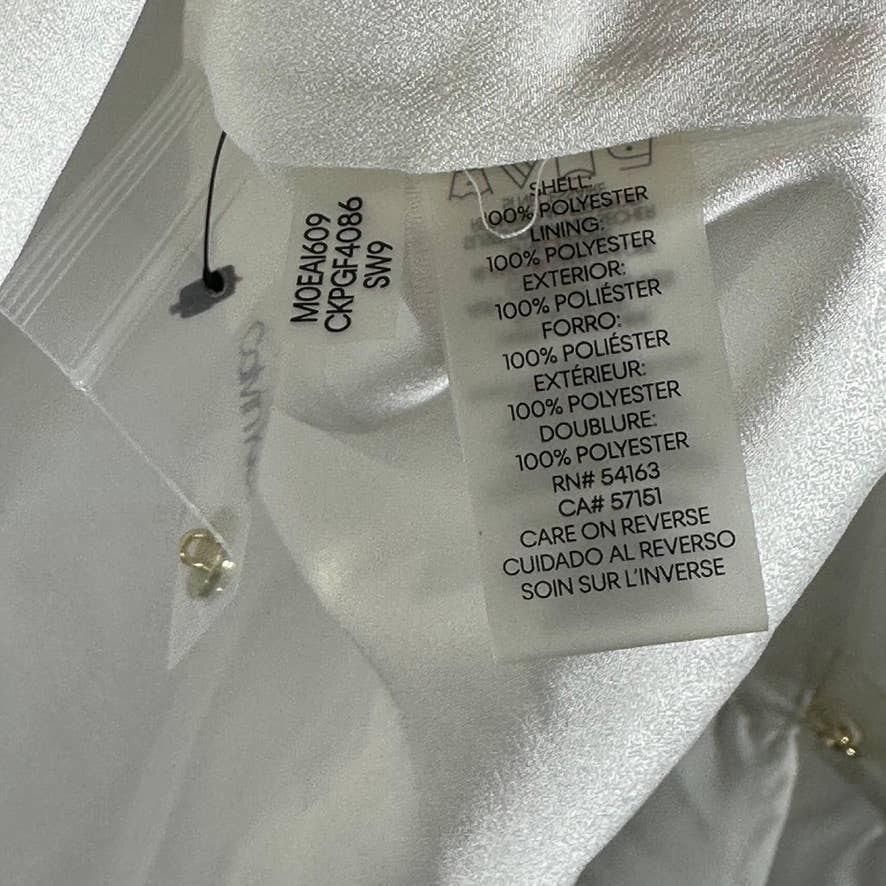 M0EA1609
CKPGF4086
SW9
SHELL:
100% POLYESTER
LINING:
100% POLYESTER
EXTERIOR:
100% POLIÉSTER
FORRO:
100% POLIÉSTER
EXTÉRIEUR:
100% POLYESTER
DOUBLURE:
100% POLYESTER
RN# 54163
CA# 57151
CARE ON REVERSE
CUIDADO AL REVERSO
SOIN SUR L'INVERSE